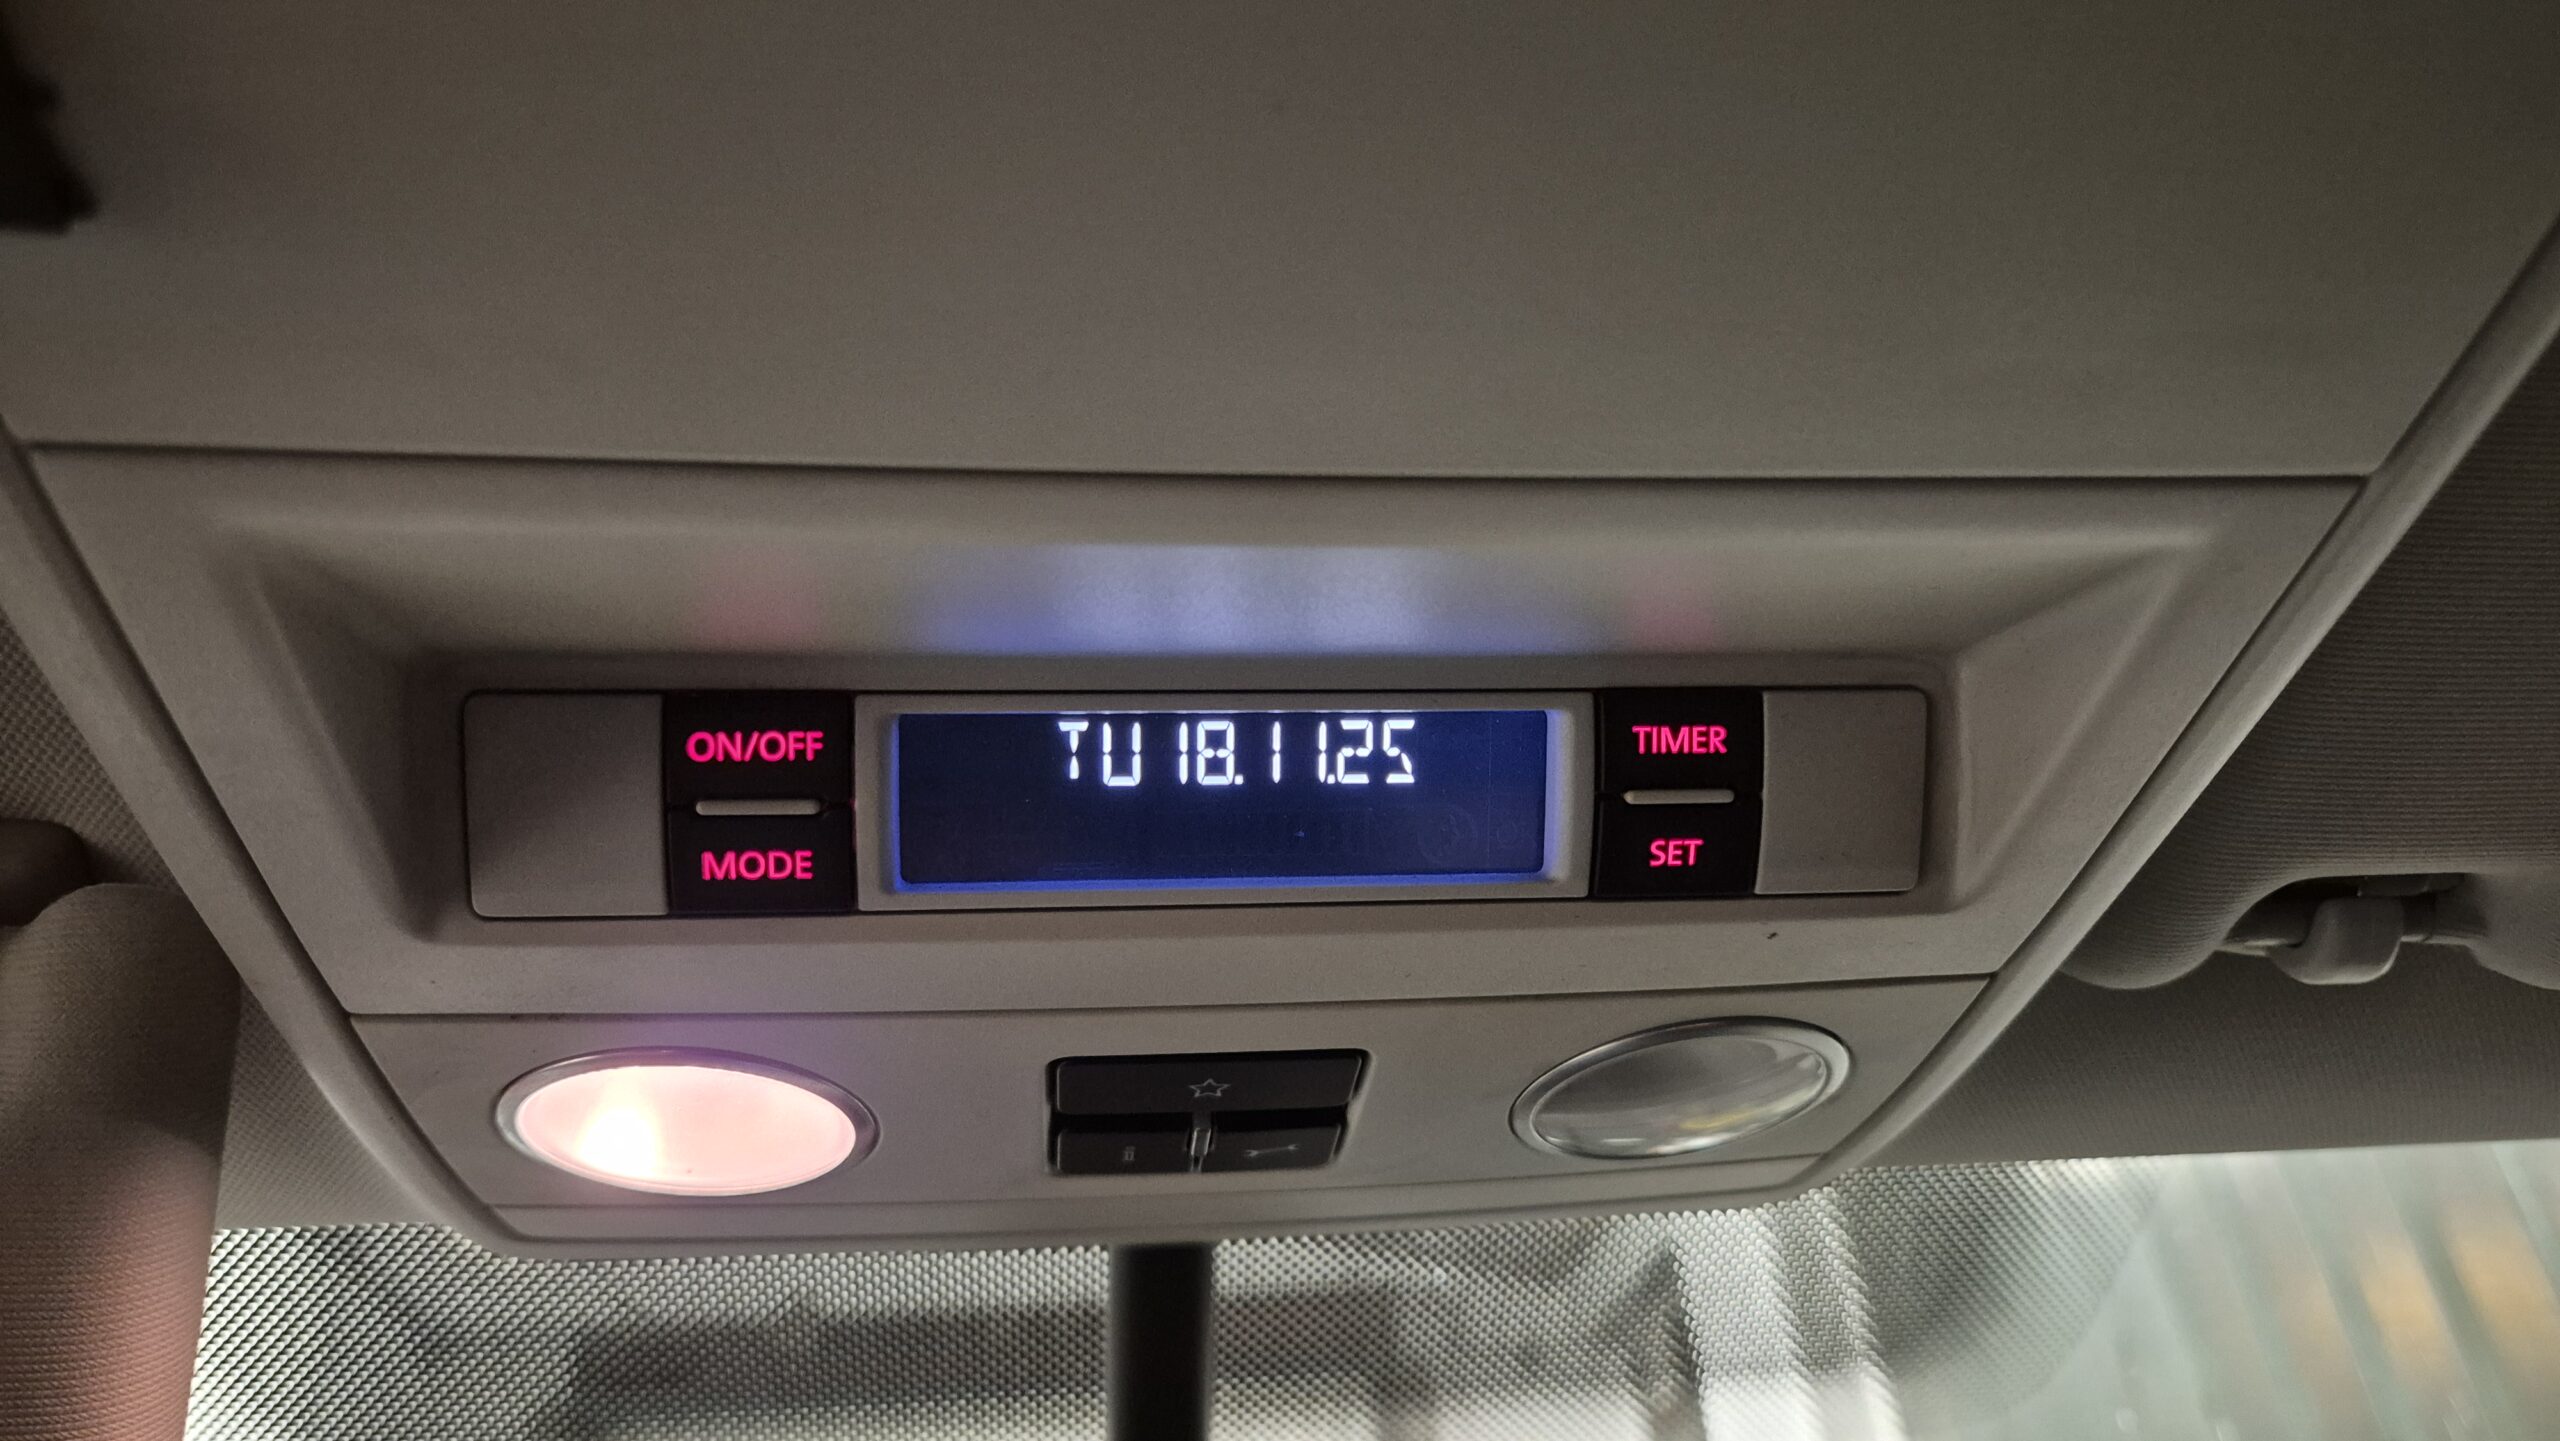 ON/OFF
MODE
TU 18.11.25
TIMER
SET